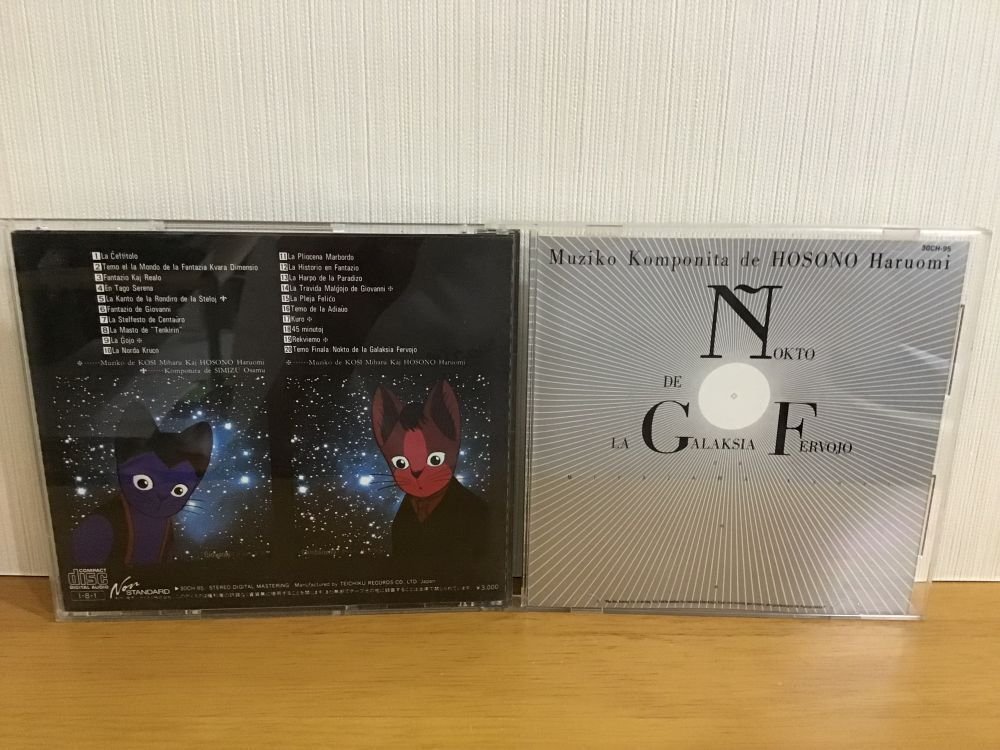 1 La Ĉeftitolo
2 Temo el la Mondo de la Fantazia Kvara Dimensio
3 Fantazio Kaj Realo
4 En Tago Serena
5 La Kanto de la Rondiro de la Steloj
6 Fantazio de Giovanni
7 La Stelfesto de Centaŭro
8 La Masto de "Tenkirin"
9 La Ĝojo
10 La Norda Kruco
·····Muziko de KOSI Miharu Kaj HOSONO Haruomi
·····Komponita de SIMIZU Osamu
11 La Pliocena Marbordo
12 La Historio en Fantazio
13 La Harpo de la Paradizo
14 La Travida Malĝojo de Giovanni
15 La Pleja Feliĉo
16 Temo de la Adiaŭo
17 Kuro
18 45 minutoj
19 Rekviemo
20 Temo Finala Nokto de la Galaksia Fervojo
·····Muziko de KOSI Miharu Kaj HOSONO Haruomi
COMPACT
disc
DIGITAL AUDIO
I-8-1
Non
STANDARD
▶30CH-95 STEREO DIGITAL MASTERING Manufactured by TEICHIKU RECORDS CO., LTD. Japan
¥3,000
30CH-95
Muziko Komponita de HOSONO Haruomi
ÑOKTO
DE
LA GALAKSIA FERVOJO